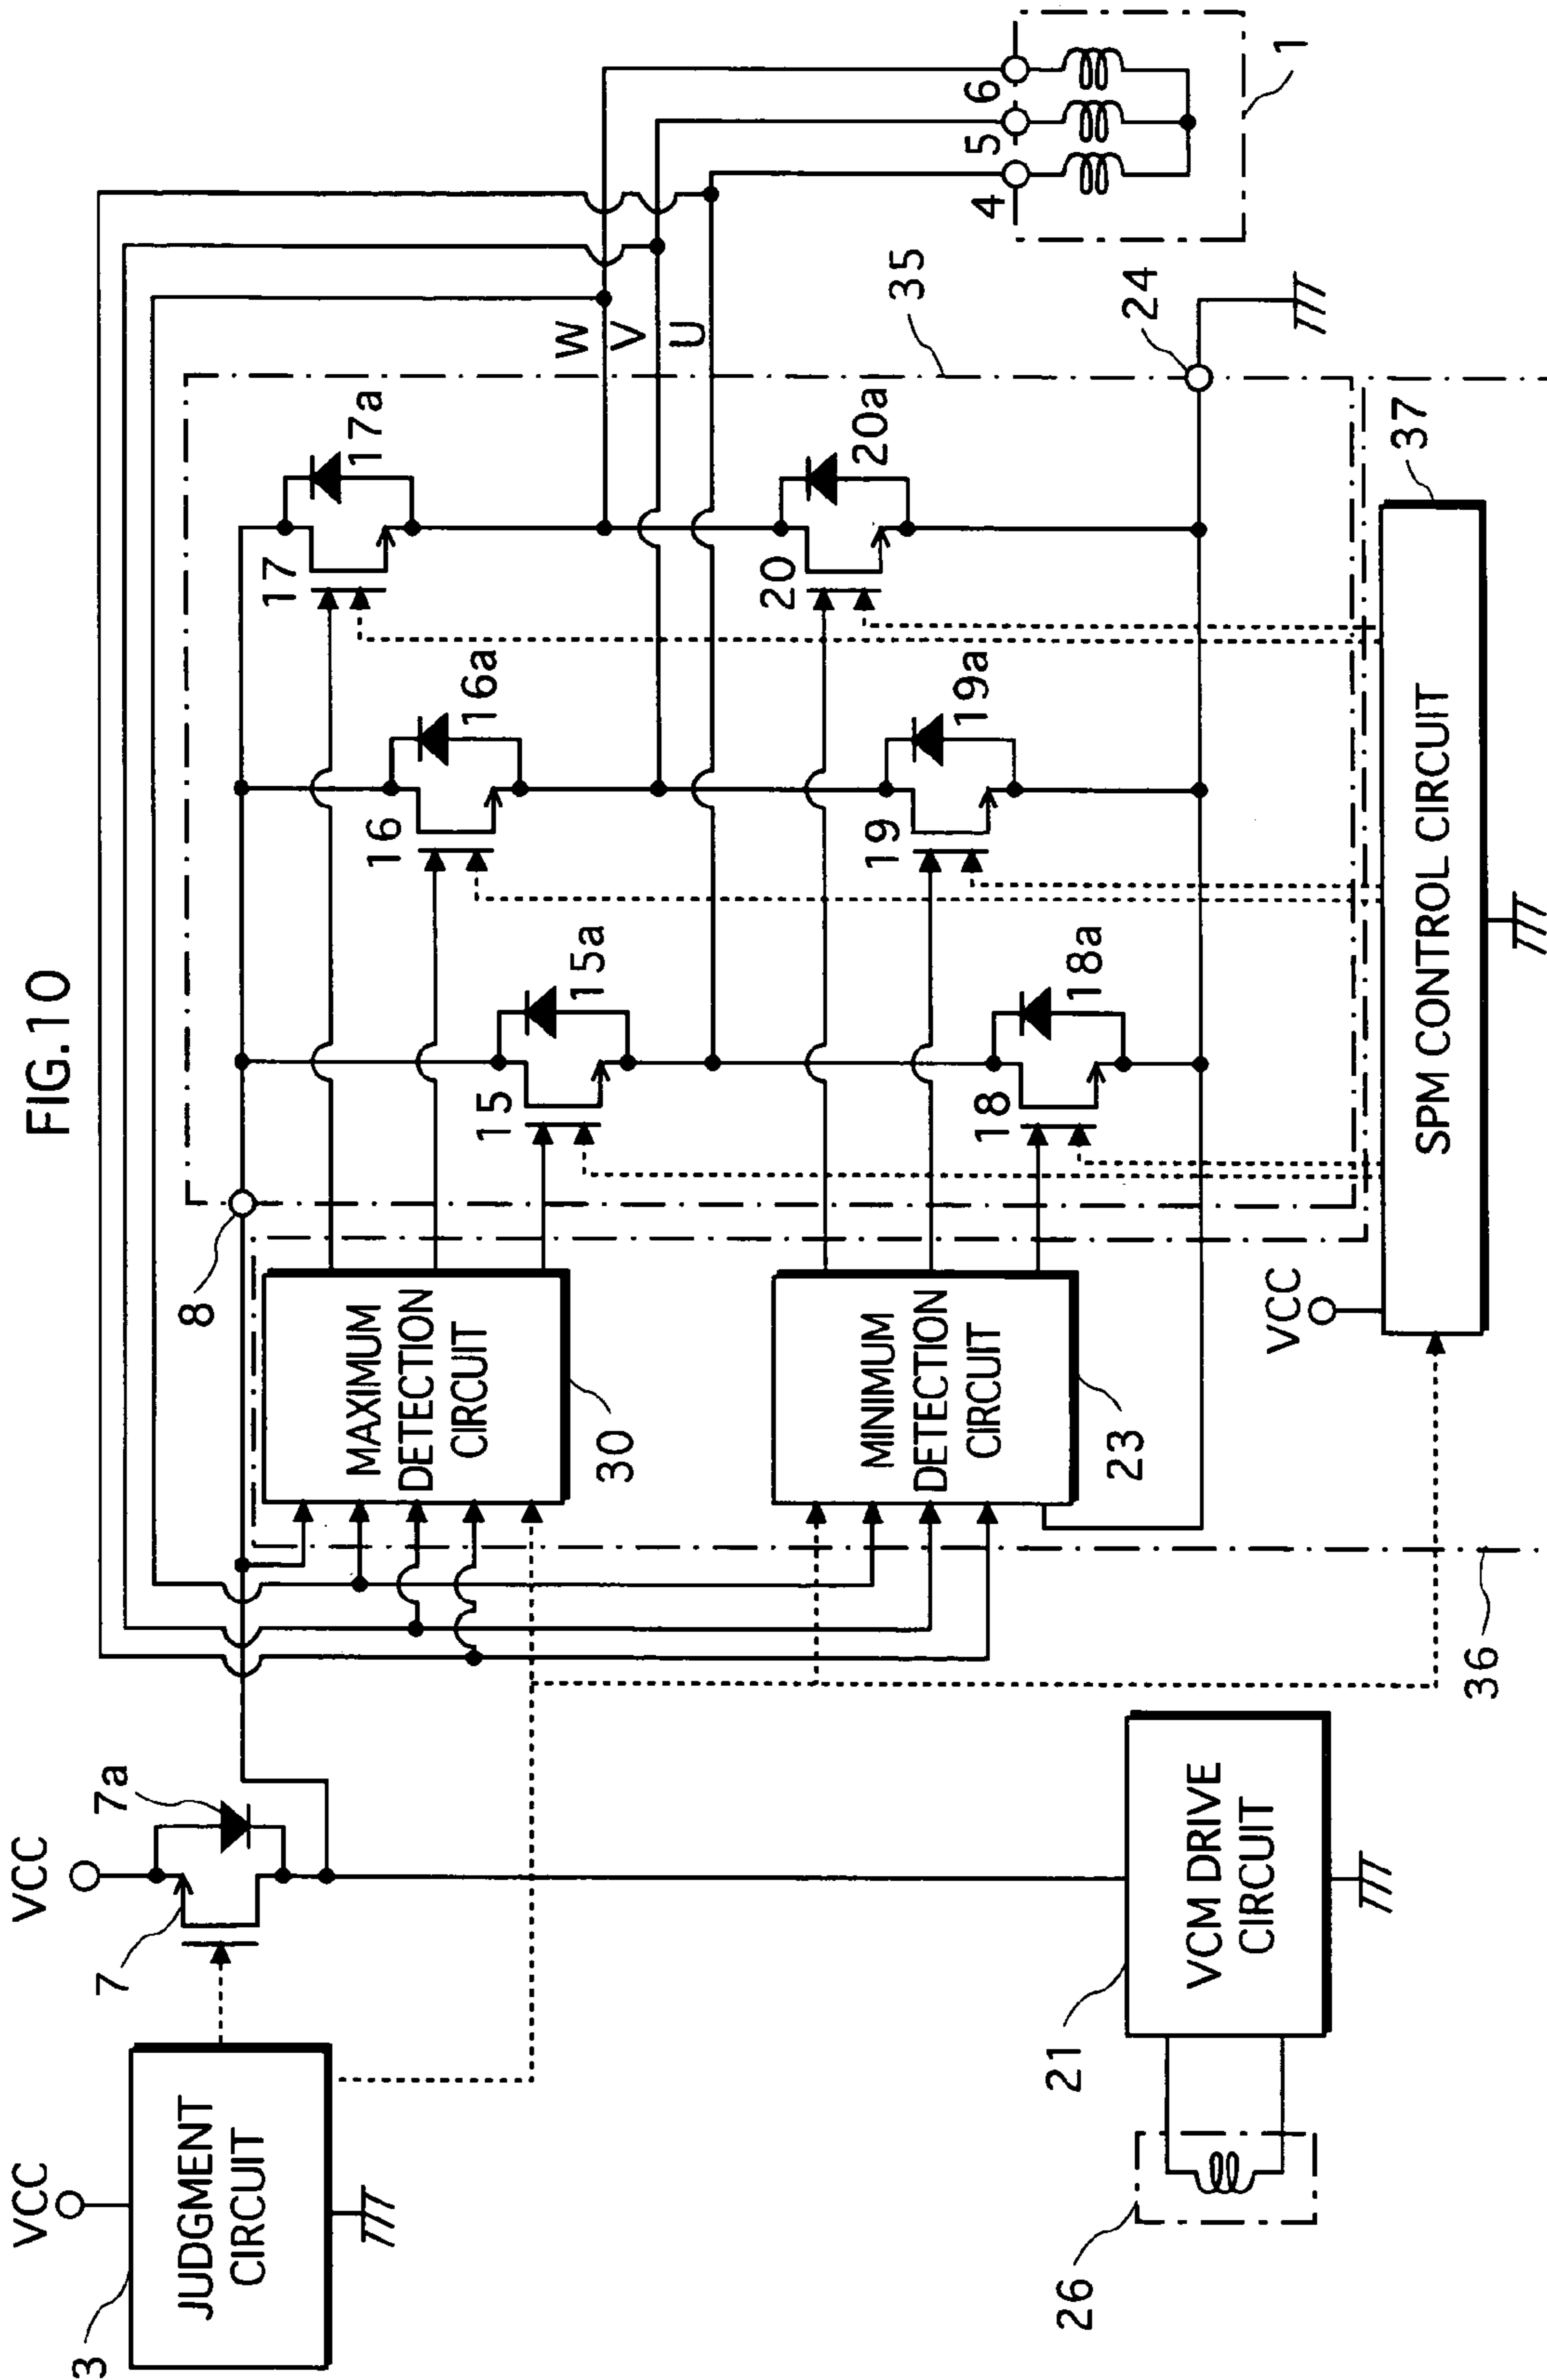 FIG.10
VCC
JUDGMENT
CIRCUIT
3
VCC
7
7a
8
MAXIMUM
DETECTION
CIRCUIT
30
MINIMUM
DETECTION
CIRCUIT
23
15
15a
16
16a
17
17a
18
18a
19
19a
20
20a
W
V
U
35
24
4
5
6
1
VCM DRIVE
CIRCUIT
21
26
36
VCC
SPM CONTROL CIRCUIT
37